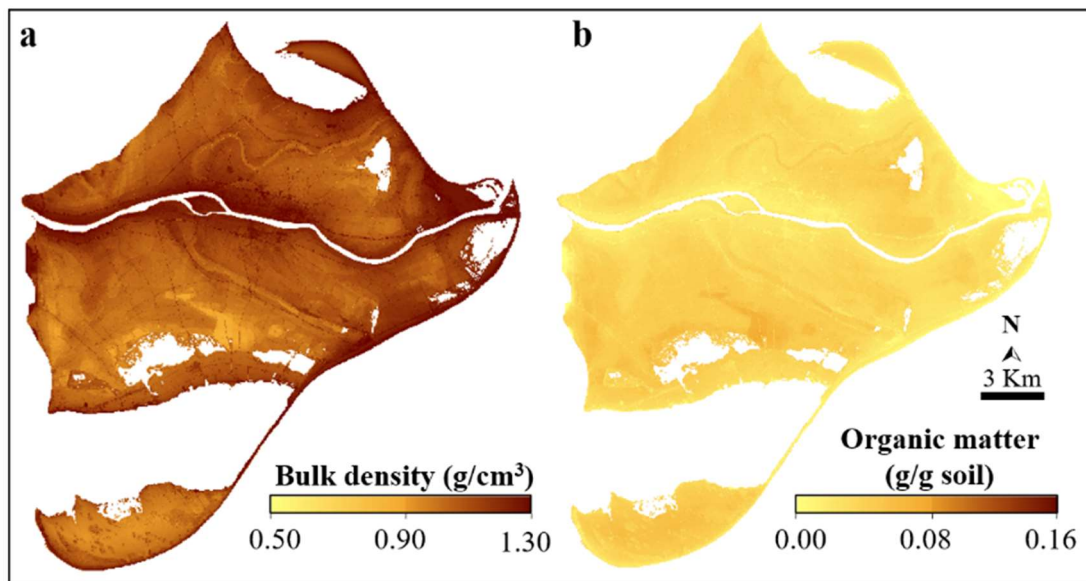 a
b
N
3 Km
Bulk density (g/cm³)
0.50 0.90 1.30
Organic matter
(g/g soil)
0.00 0.08 0.16